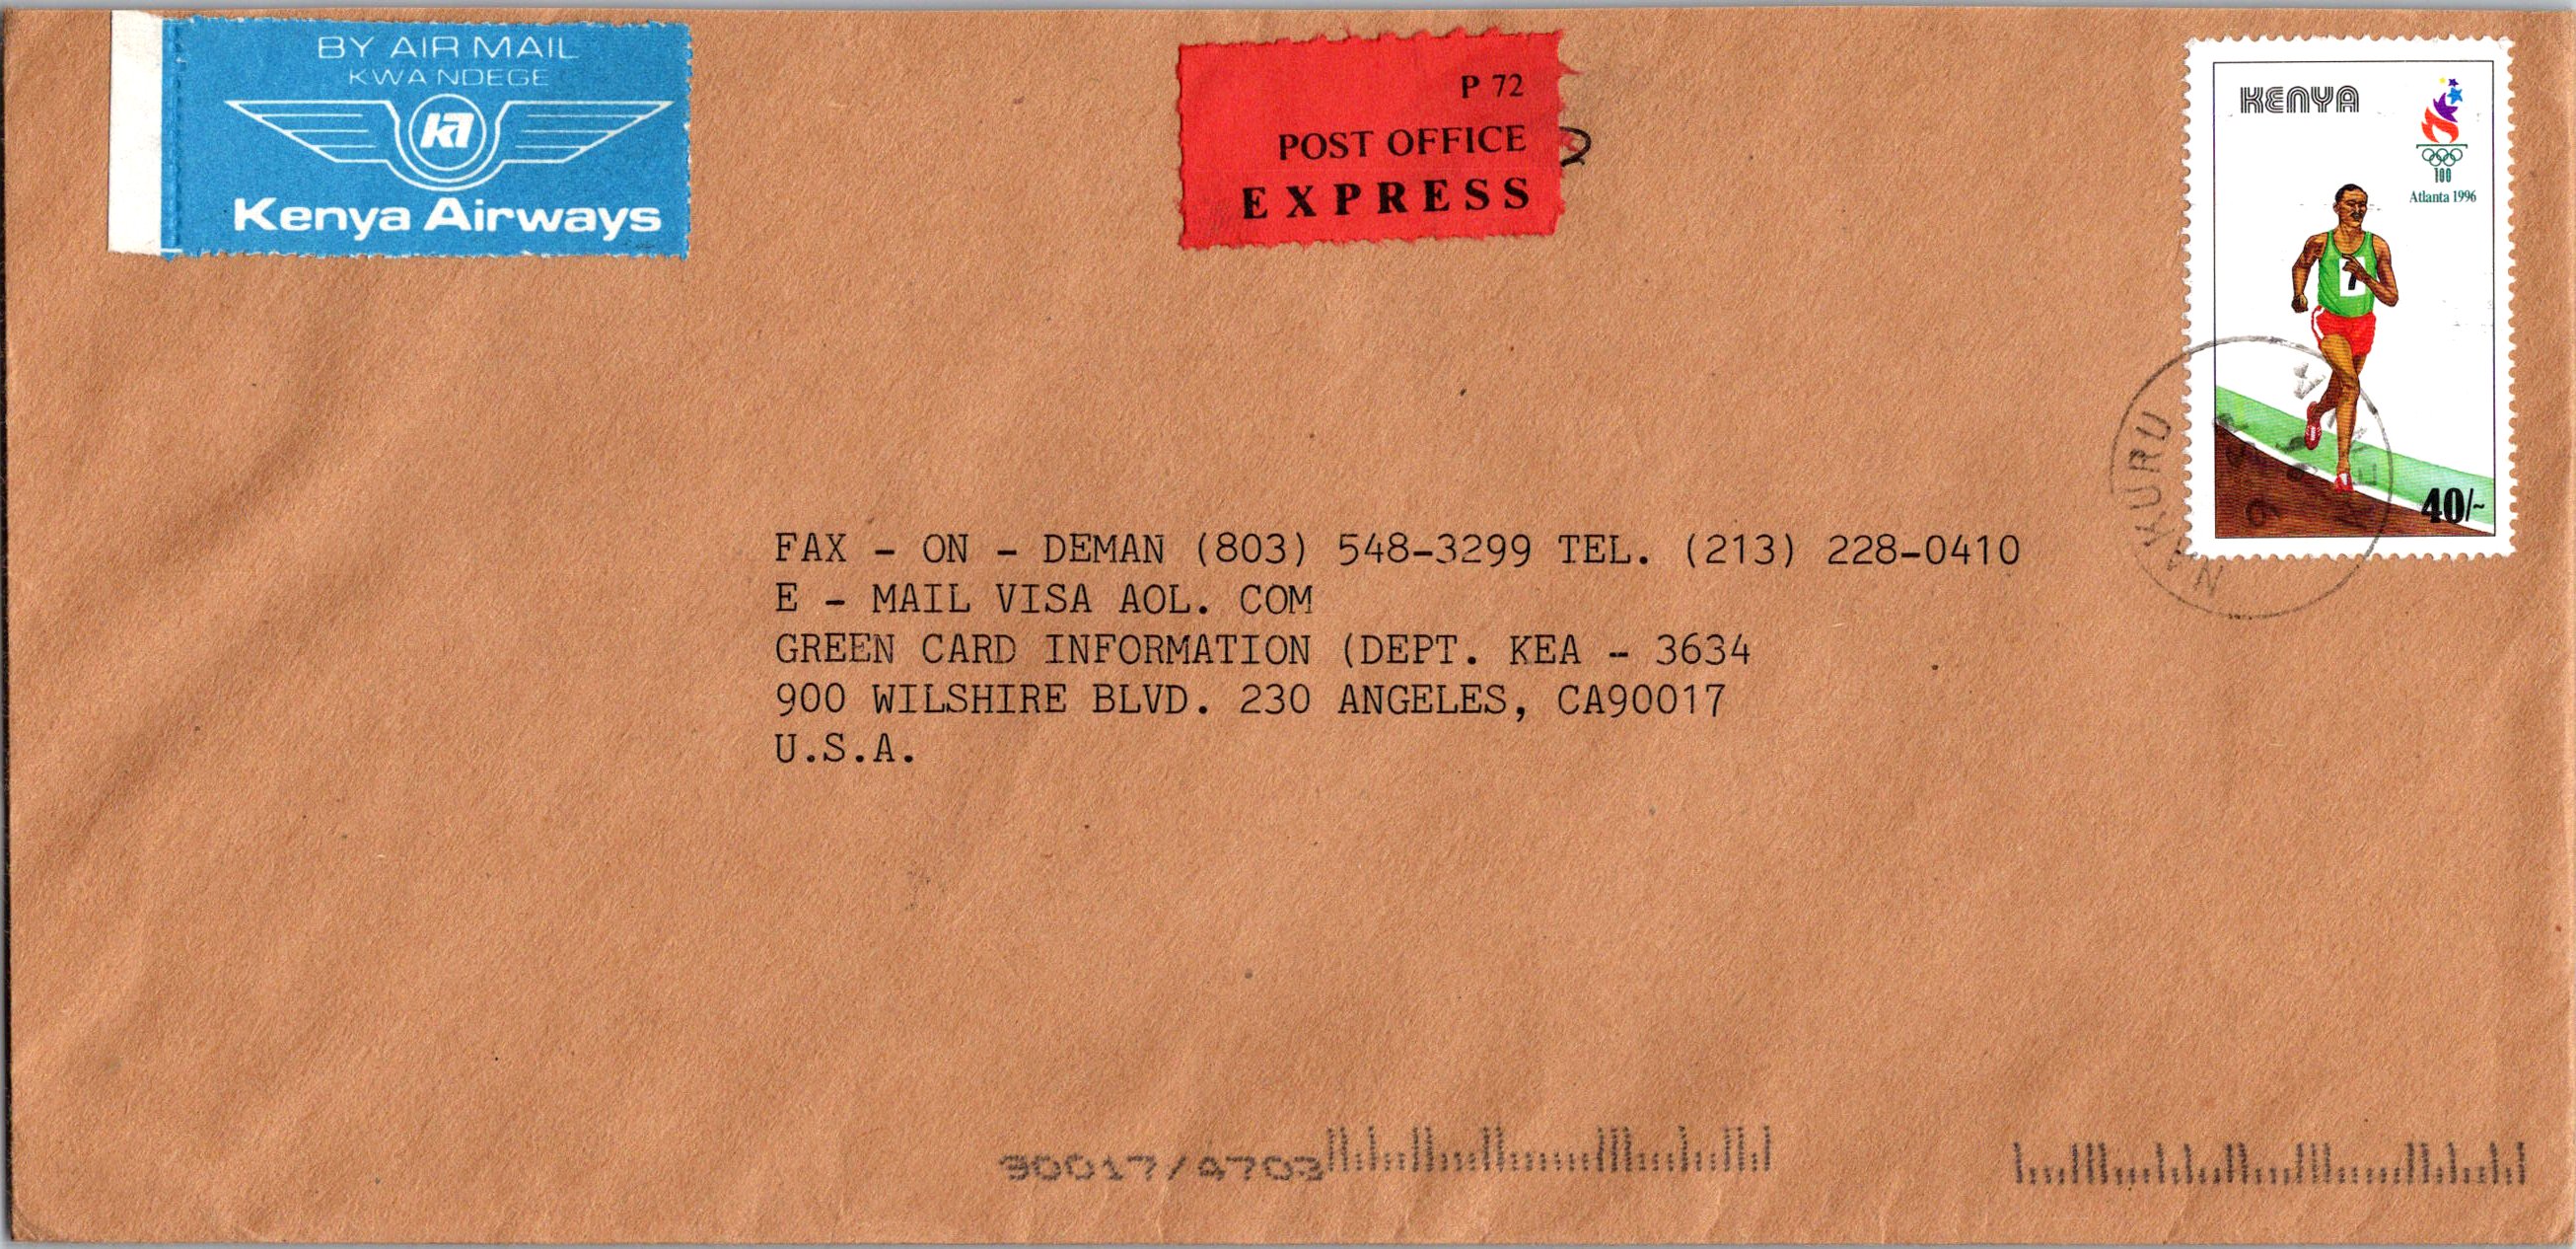 BY AIR MAIL
KWA NDEGE
Kenya Airways
P 72
POST OFFICE
EXPRESS
KENYA
100
Atlanta 1996
7
40/-
NAKURU
FAX - ON - DEMAN (803) 548-3299 TEL. (213) 228-0410
E - MAIL VISA AOL. COM
GREEN CARD INFORMATION (DEPT. KEA - 3634
900 WILSHIRE BLVD. 230 ANGELES, CA90017
U.S.A.
90017/4703